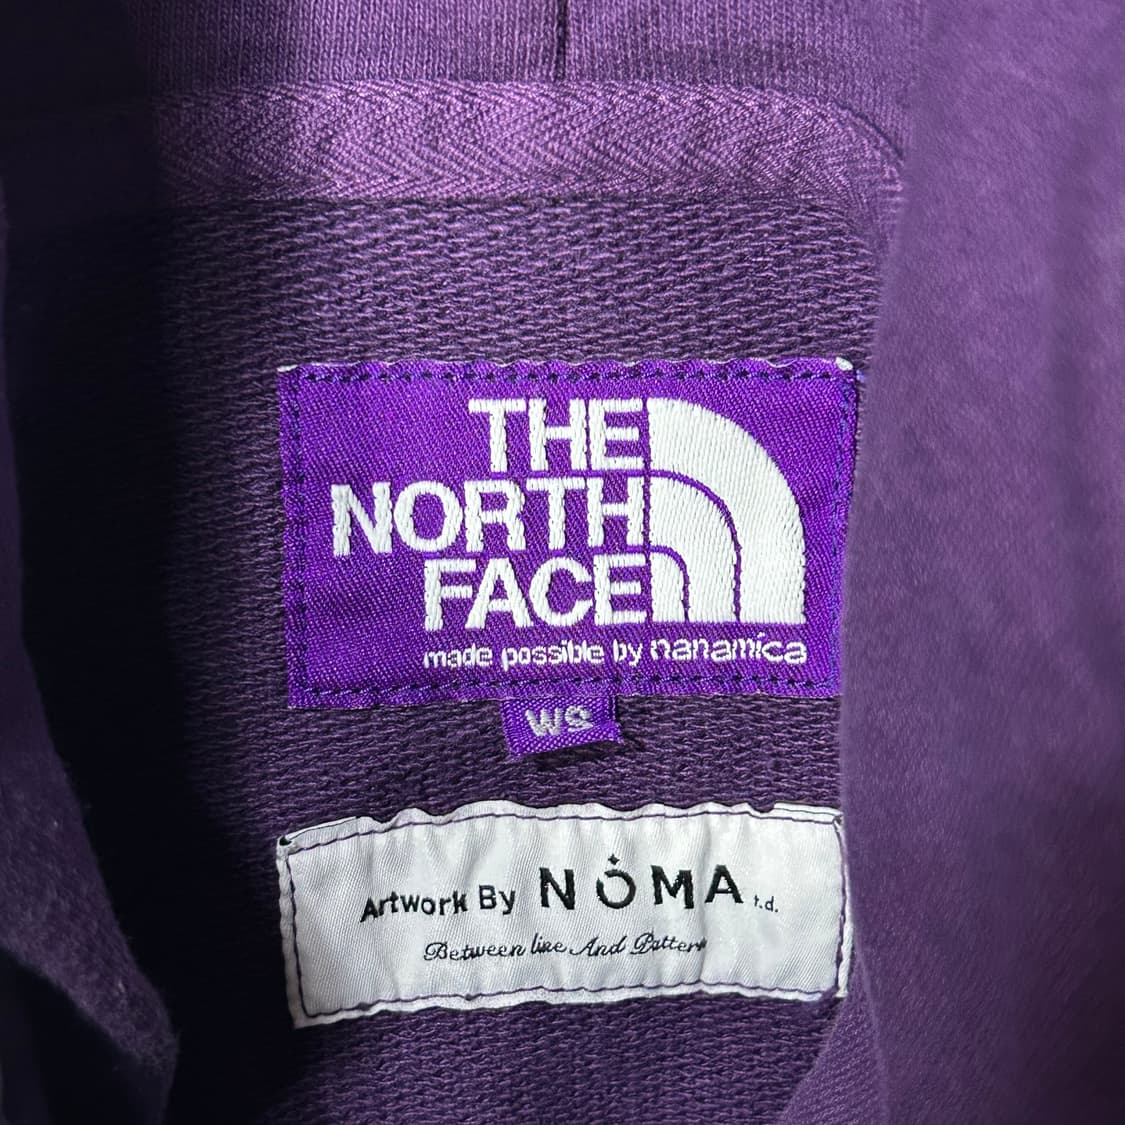 THE
NORTH
FACE
made possible by nanamica
WS
Artwork By NOMA t.d.
Between line And Pattern